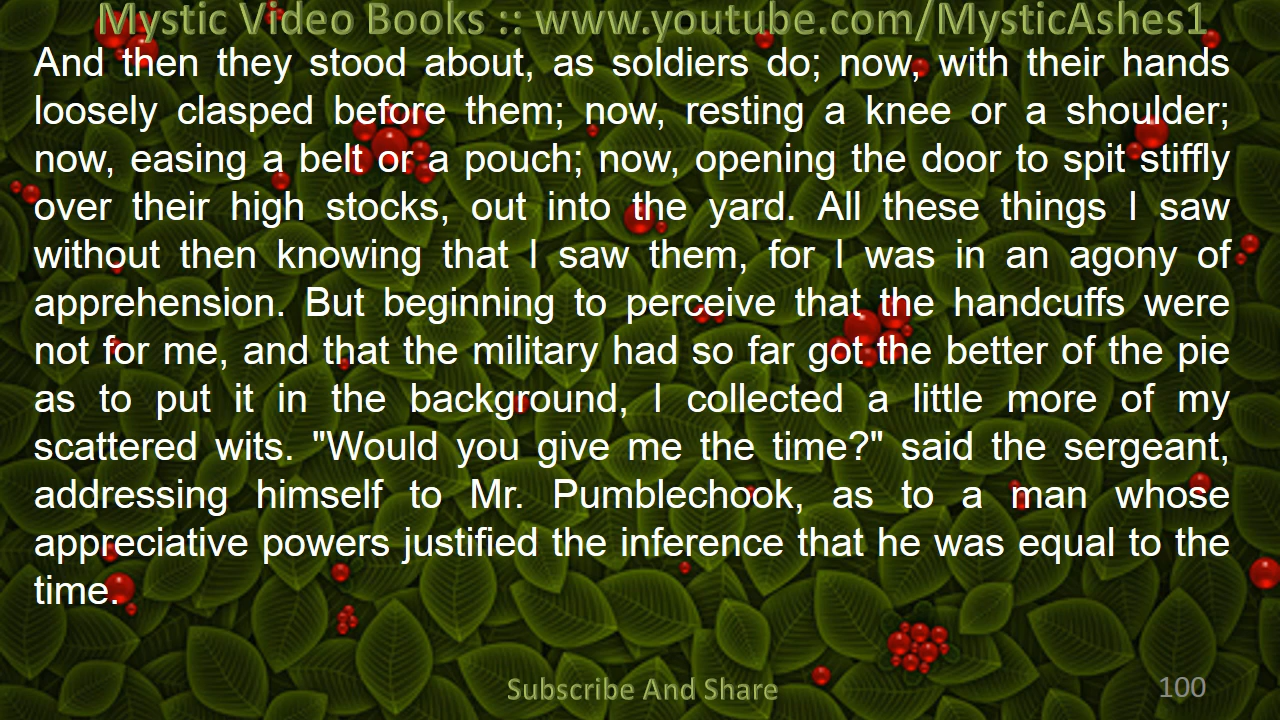 Mystic Video Books :: www.youtube.com/MysticAshes1
And then they stood about, as soldiers do; now, with their hands
loosely clasped before them; now, resting a knee or a shoulder;
now, easing a belt or a pouch; now, opening the door to spit stiffly
over their high stocks, out into the yard. All these things I saw
without then knowing that I saw them, for I was in an agony of
apprehension. But beginning to perceive that the handcuffs were
not for me, and that the military had so far got the better of the pie
as to put it in the background, I collected a little more of my
scattered wits. "Would you give me the time?" said the sergeant,
addressing himself to Mr. Pumblechook, as to a man whose
appreciative powers justified the inference that he was equal to the
time.
Subscribe And Share
100